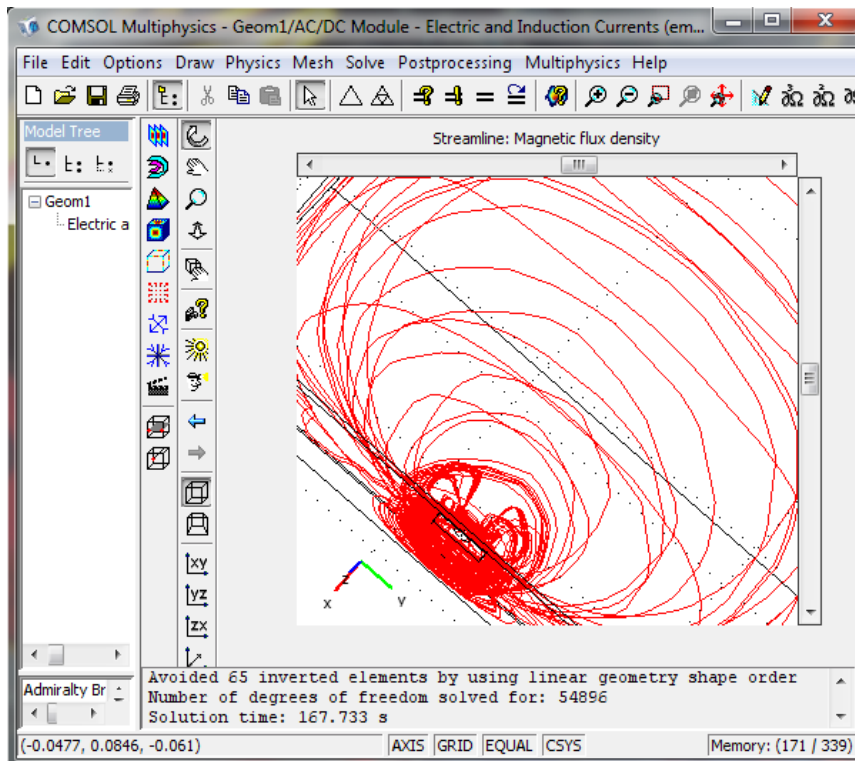 COMSOL Multiphysics - Geom1/AC/DC Module - Electric and Induction Currents (em...
File Edit Options Draw Physics Mesh Solve Postprocessing Multiphysics Help
Model Tree
Geom1
Electric a
Streamline: Magnetic flux density
z
x
y
xy
yz
zx
Admiralty Br
Avoided 65 inverted elements by using linear geometry shape order
Number of degrees of freedom solved for: 54896
Solution time: 167.733 s
(-0.0477, 0.0846, -0.061) AXIS GRID EQUAL CSYS Memory: (171 / 339)